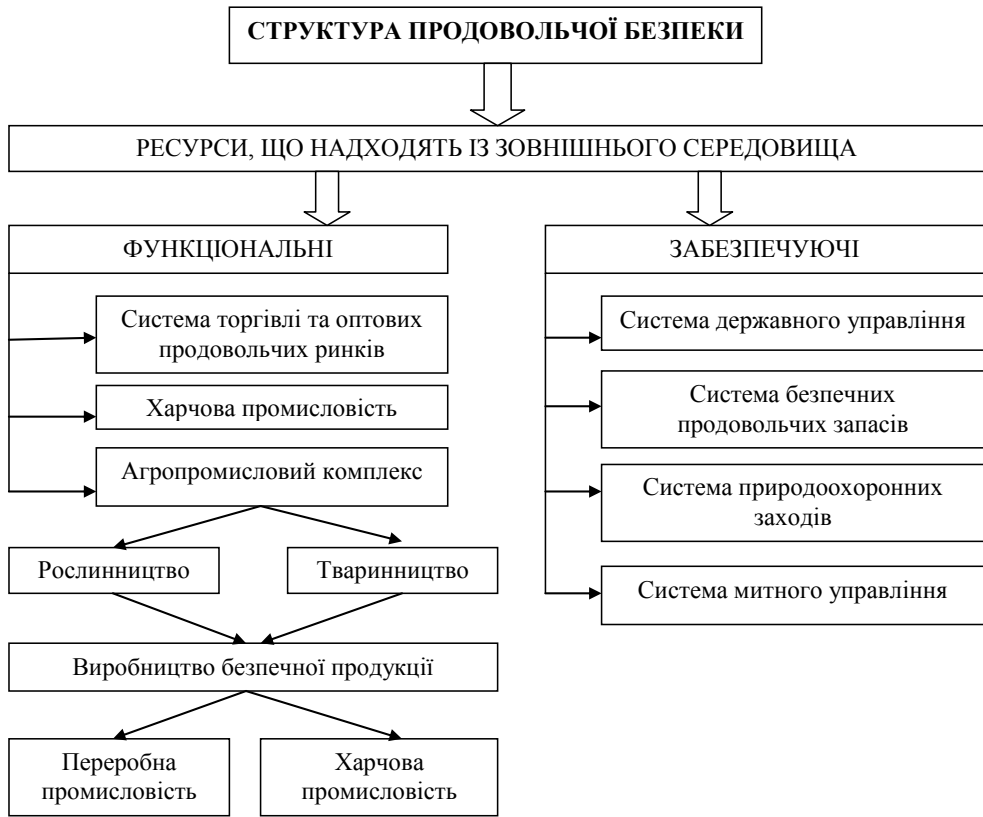 СТРУКТУРА ПРОДОВОЛЬЧОЇ БЕЗПЕКИ
РЕСУРСИ, ЩО НАДХОДЯТЬ ІЗ ЗОВНІШНЬОГО СЕРЕДОВИЩА
ФУНКЦІОНАЛЬНІ
Система торгівлі та оптових
продовольчих ринків
Харчова промисловість
Агропромисловий комплекс
Рослинництво
Тваринництво
Виробництво безпечної продукції
Переробна
промисловість
Харчова
промисловість
ЗАБЕЗПЕЧУЮЧІ
Система державного управління
Система безпечних
продовольчих запасів
Система природоохоронних
заходів
Система митного управління